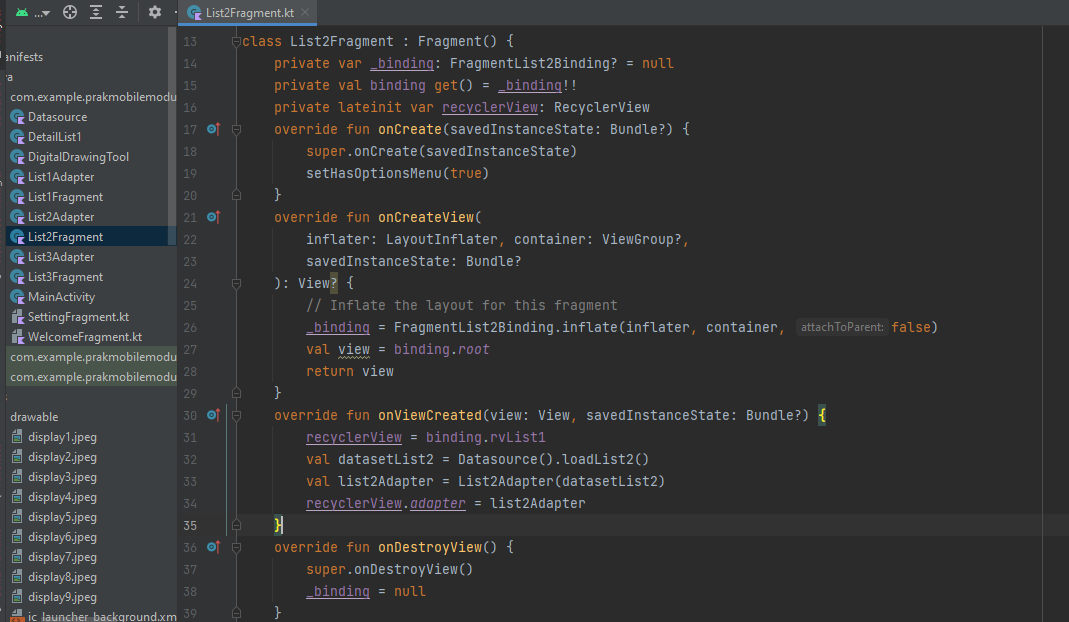 ...
List2Fragment.kt
anifests
a
com.example.prakmobilemodu
Datasource
DetailList1
DigitalDrawingTool
List1Adapter
List1Fragment
List2Adapter
List2Fragment
List3Adapter
List3Fragment
MainActivity
SettingFragment.kt
WelcomeFragment.kt
com.example.prakmobilemodu
com.example.prakmobilemodu
drawable
display1.jpeg
display2.jpeg
display3.jpeg
display4.jpeg
display5.jpeg
display6.jpeg
display7.jpeg
display8.jpeg
display9.jpeg
ic_launcher_background.xm
13 class List2Fragment : Fragment() {
14 private var _binding: FragmentList2Binding? = null
15 private val binding get() = _binding!!
16 private lateinit var recyclerView: RecyclerView
17 override fun onCreate(savedInstanceState: Bundle?) {
18 super.onCreate(savedInstanceState)
19 setHasOptionsMenu(true)
20 }
21 override fun onCreateView(
22 inflater: LayoutInflater, container: ViewGroup?,
23 savedInstanceState: Bundle?
24 ): View? {
25 // Inflate the layout for this fragment
26 _binding = FragmentList2Binding.inflate(inflater, container, attachToParent: false)
27 val view = binding.root
28 return view
29 }
30 override fun onViewCreated(view: View, savedInstanceState: Bundle?) {
31 recyclerView = binding.rvList1
32 val datasetList2 = Datasource().loadList2()
33 val list2Adapter = List2Adapter(datasetList2)
34 recyclerView.adapter = list2Adapter
35 }
36 override fun onDestroyView() {
37 super.onDestroyView()
38 _binding = null
39 }